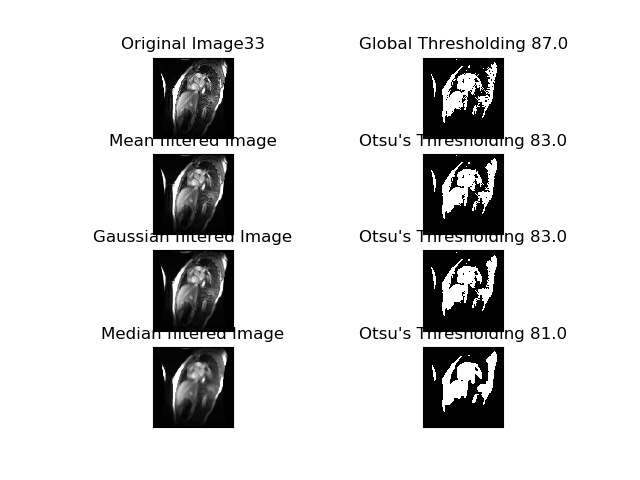 Original Image33
Global Thresholding 87.0
Mean filtered Image
Otsu's Thresholding 83.0
Gaussian filtered Image
Otsu's Thresholding 83.0
Median filtered Image
Otsu's Thresholding 81.0